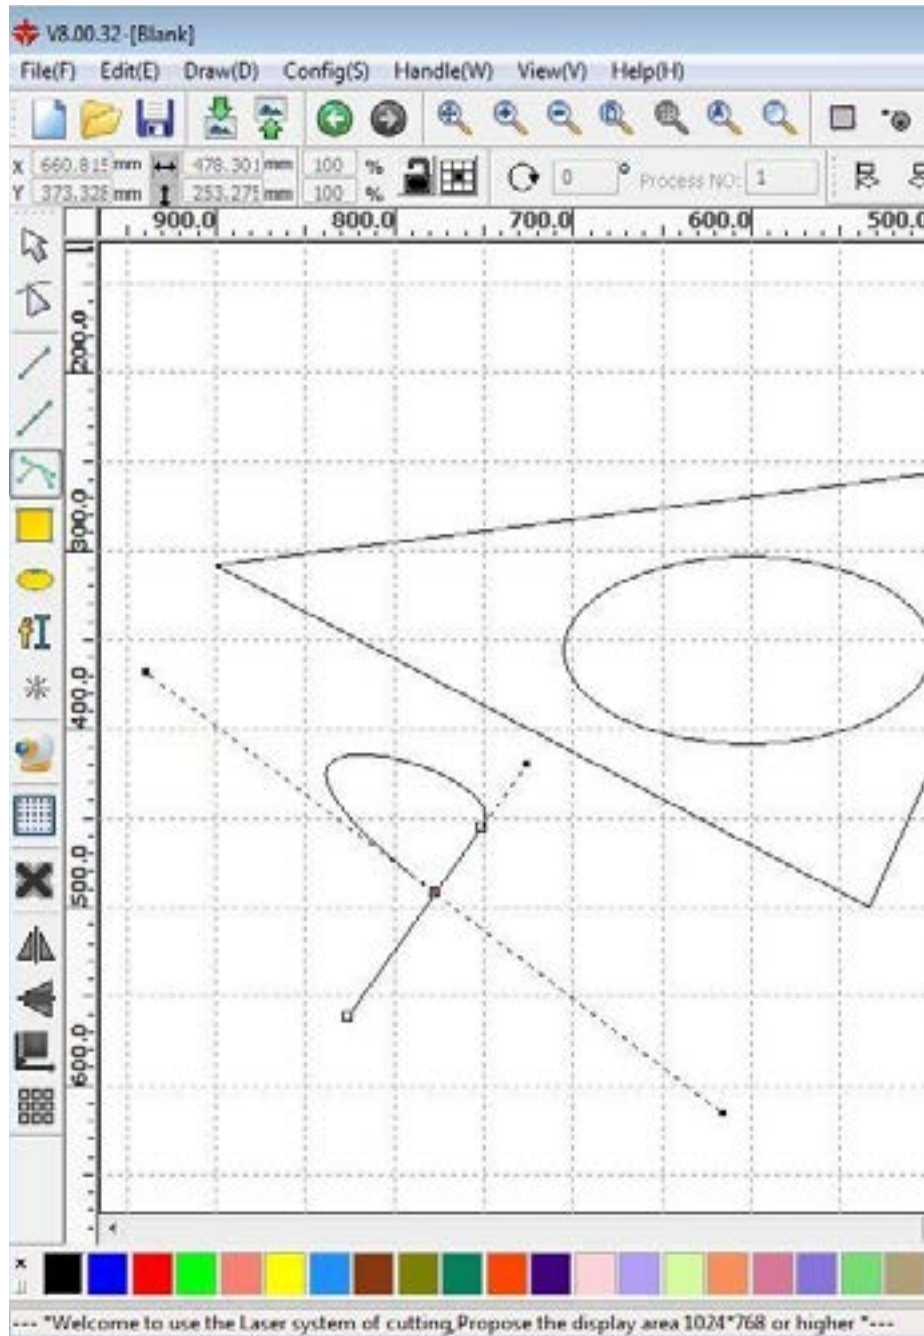 V8.00.32-[Blank]
File(F) Edit(E) Draw(D) Config(S) Handle(W) View(V) Help(H)
X 660.815 mm 478.301 mm 100 %
Y 373.328 mm 253.275 mm 100 %
0 ° Process NO: 1
900.0 800.0 700.0 600.0 500.0
200.0
300.0
400.0
500.0
600.0
--- *Welcome to use the Laser system of cutting,Propose the display area 1024*768 or higher *---